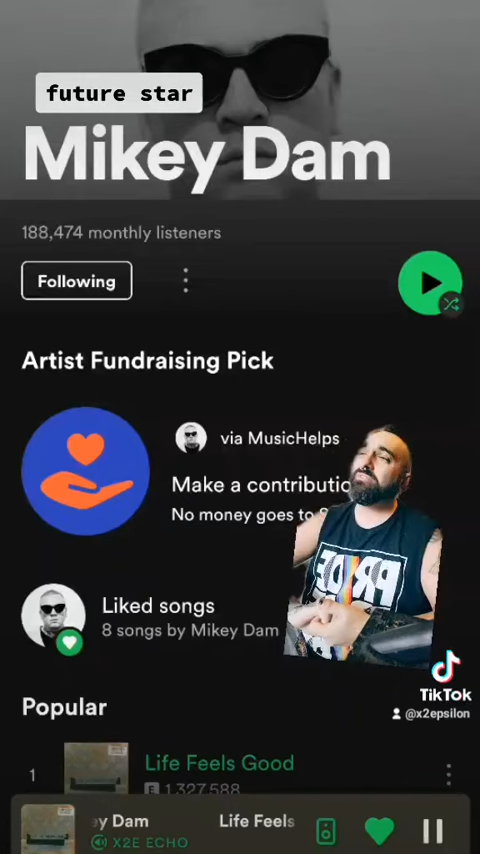 future star
Mikey Dam
188,474 monthly listeners
Following
Artist Fundraising Pick
via MusicHelps
Make a contributio
No money goes to
PRIDE
Liked songs
8 songs by Mikey Dam
TikTok
@x2epsilon
Popular
1
Life Feels Good
E 1,327,588
ey Dam Life Feels
X2E ECHO